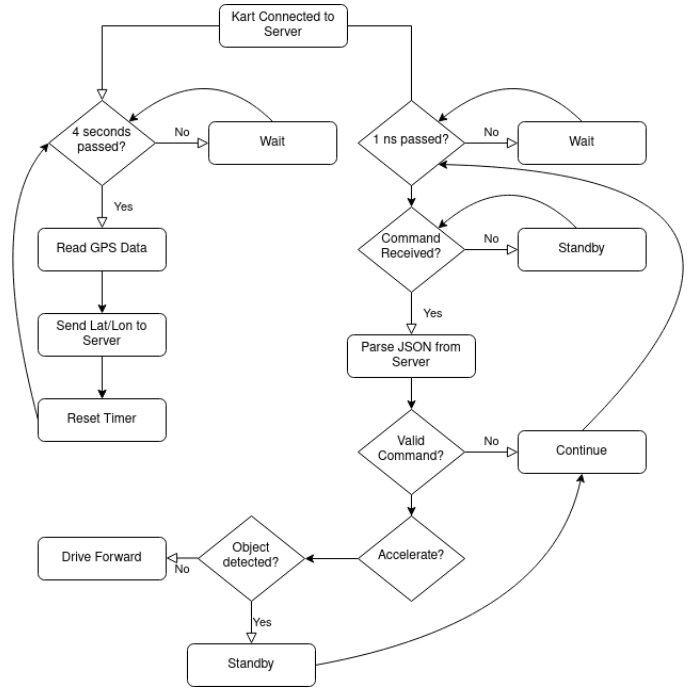 Kart Connected to
Server
4 seconds
passed?
No
Wait
1 ns passed?
No
Wait
Yes
Read GPS Data
Command
Received?
No
Standby
Send Lat/Lon to
Server
Yes
Parse JSON from
Server
Reset Timer
Valid
Command?
No
Continue
Drive Forward
No
Object
detected?
Accelerate?
Yes
Standby